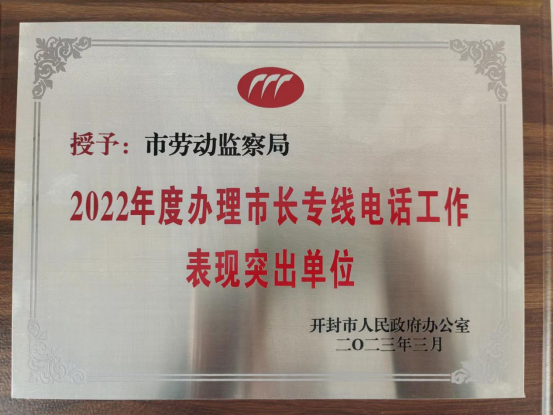 授予：市劳动监察局
2022年度办理市长专线电话工作
表现突出单位
开封市人民政府办公室
二〇二三年三月